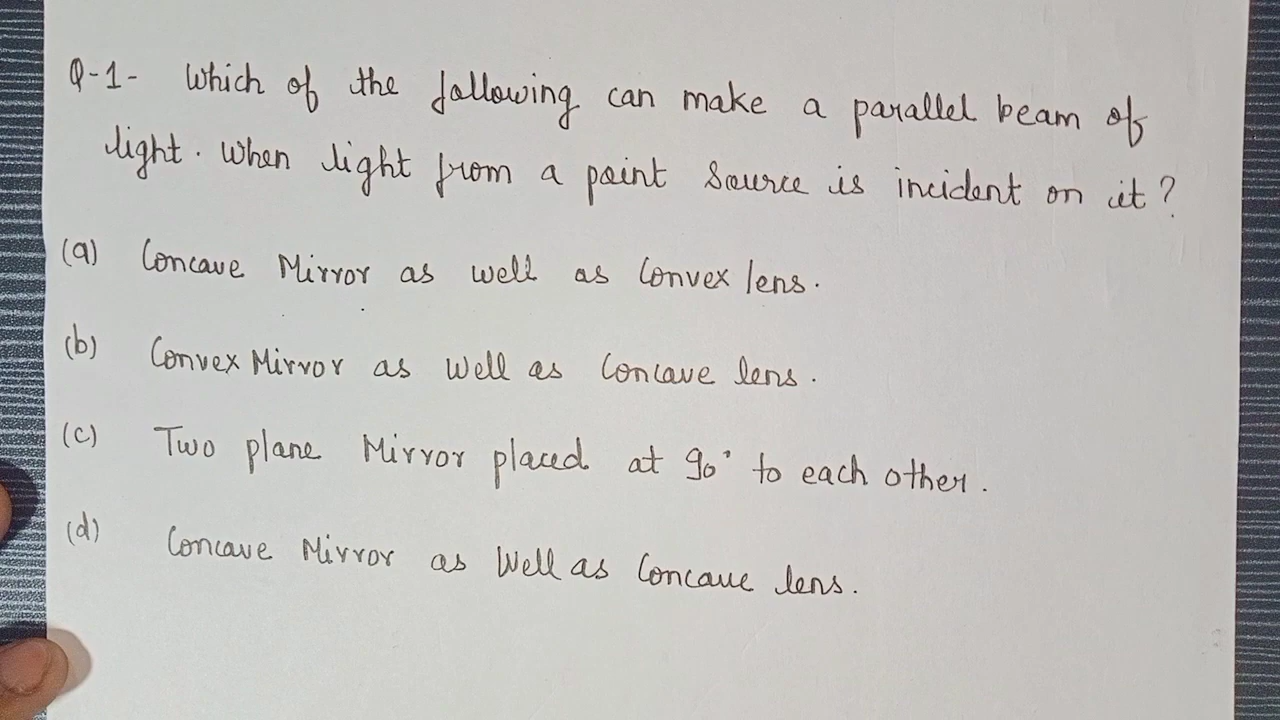 Q-1- Which of the following can make a parallel beam of
light. When light from a point source is incident on it?
(a) Concave Mirror as well as Convex lens.
(b) Convex Mirror as well as Concave lens.
(c) Two plane Mirror placed at 90° to each other.
(d) Concave Mirror as Well as Concave lens.